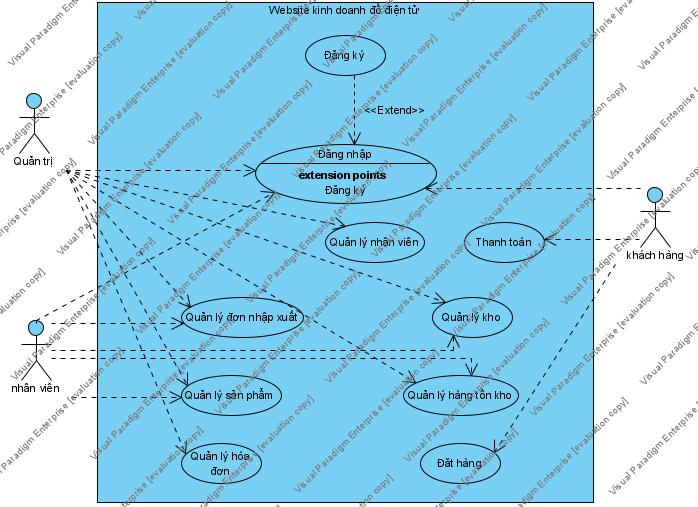 Website kinh doanh đồ điện tử
Đăng ký
<<Extend>>
Đăng nhập
extension points
Đăng ký
Quản trị
Quản lý nhân viên
Thanh toán
khách hàng
Quản lý đơn nhập xuất
Quản lý kho
nhân viên
Quản lý sản phẩm
Quản lý hàng tồn kho
Quản lý hóa
đơn
Đăt hàng
Visual Paradigm Enterprise [evaluation copy]